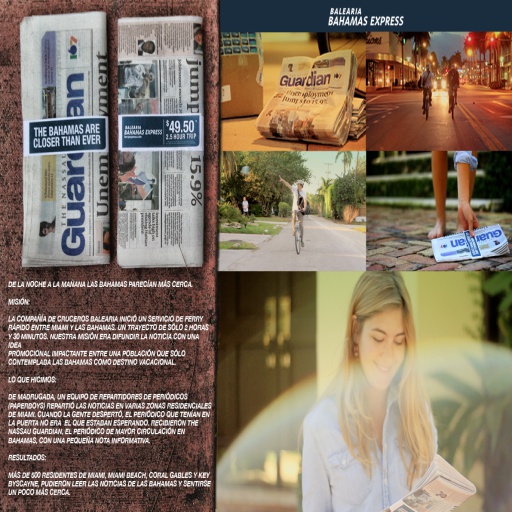 BALEARIA
BAHAMAS EXPRESS
THE NASSAU
Guardian
Unemployment
THE BAHAMAS ARE
CLOSER THAN EVER
BALEARIA
BAHAMAS EXPRESS
$49.50
2.5 HOUR TRIP
15.9%
Guardian
Unemployment
DE LA NOCHE A LA MAÑANA LAS BAHAMAS PARECÍAN MÁS CERCA.
MISIÓN:
LA COMPAÑÍA DE CRUCEROS BALEARIA INICIÓ UN SERVICIO DE FERRY
RÁPIDO ENTRE MIAMI Y LAS BAHAMAS. UN TRAYECTO DE SÓLO 2 HORAS
Y 30 MINUTOS. NUESTRA MISIÓN ERA DIFUNDIR LA NOTICIA CON UNA
IDEA
PROMOCIONAL IMPACTANTE ENTRE UNA POBLACIÓN QUE SÓLO
CONTEMPLABA LAS BAHAMAS COMO DESTINO VACACIONAL.
LO QUE HICIMOS:
DE MADRUGADA, UN EQUIPO DE REPARTIDORES DE PERIÓDICOS
(PAPERBOYS) REPARTIÓ LAS NOTICIAS EN VARIAS ZONAS RESIDENCIALES
DE MIAMI. CUANDO LA GENTE DESPERTÓ, EL PERIÓDICO QUE TENÍAN EN
LA PUERTA NO ERA EL QUE ESTABAN ESPERANDO. RECIBIERON THE
NASSAU GUARDIAN, EL PERIÓDICO DE MAYOR CIRCULACIÓN EN
BAHAMAS, CON UNA PEQUEÑA NOTA INFORMATIVA.
RESULTADOS:
MÁS DE 500 RESIDENTES DE MIAMI, MIAMI BEACH, CORAL GABLES Y KEY
BYSCAYNE, PUDIERON LEER LAS NOTICIAS DE LAS BAHAMAS Y SENTIRSE
UN POCO MÁS CERCA.